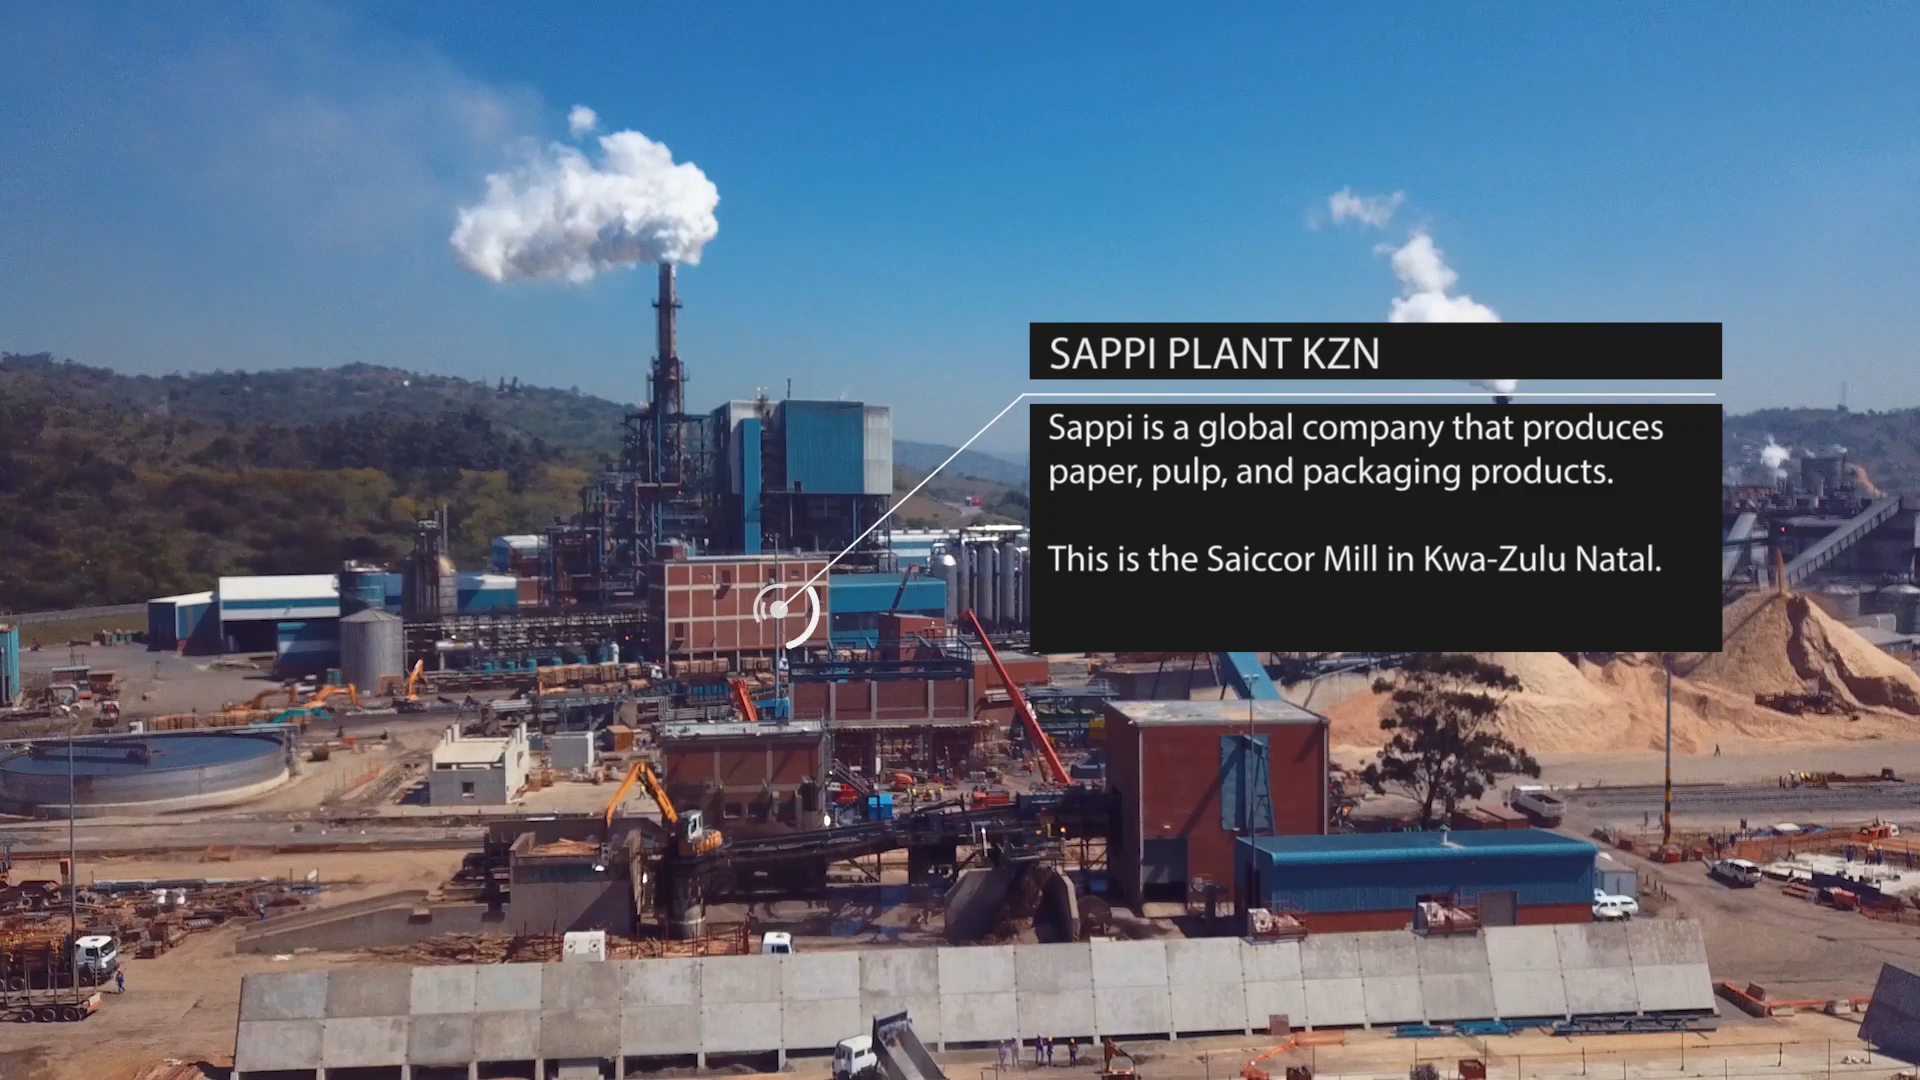 SAPPI PLANT KZN
Sappi is a global company that produces
paper, pulp, and packaging products.
This is the Saiccor Mill in Kwa-Zulu Natal.